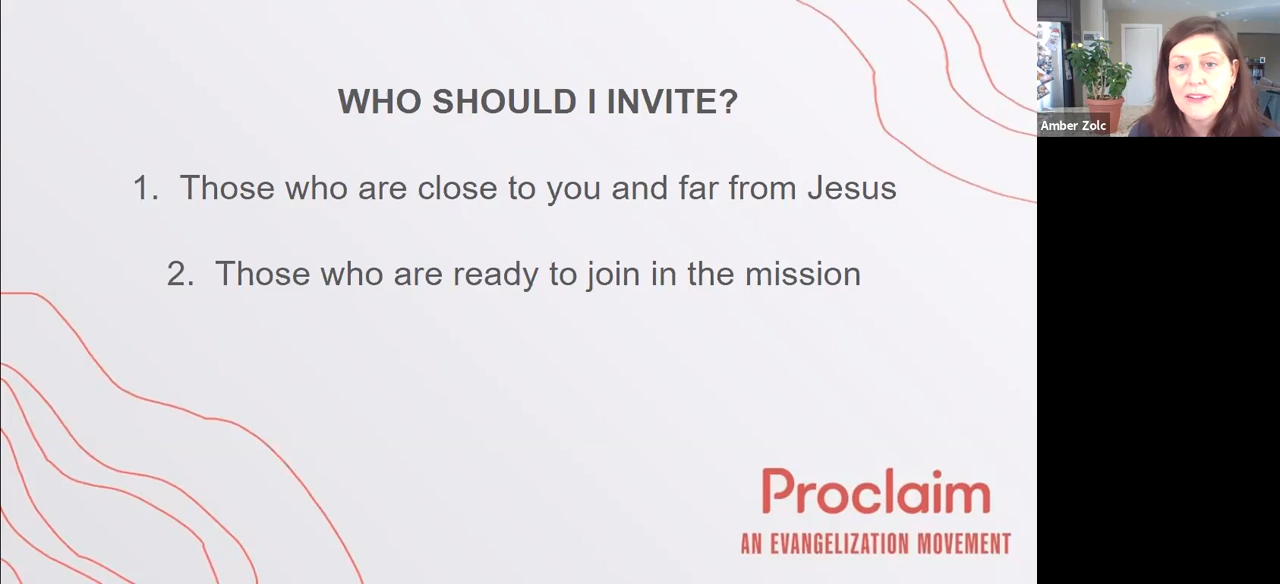 WHO SHOULD I INVITE?
1. Those who are close to you and far from Jesus
2. Those who are ready to join in the mission
Proclaim
AN EVANGELIZATION MOVEMENT
Amber Zolc